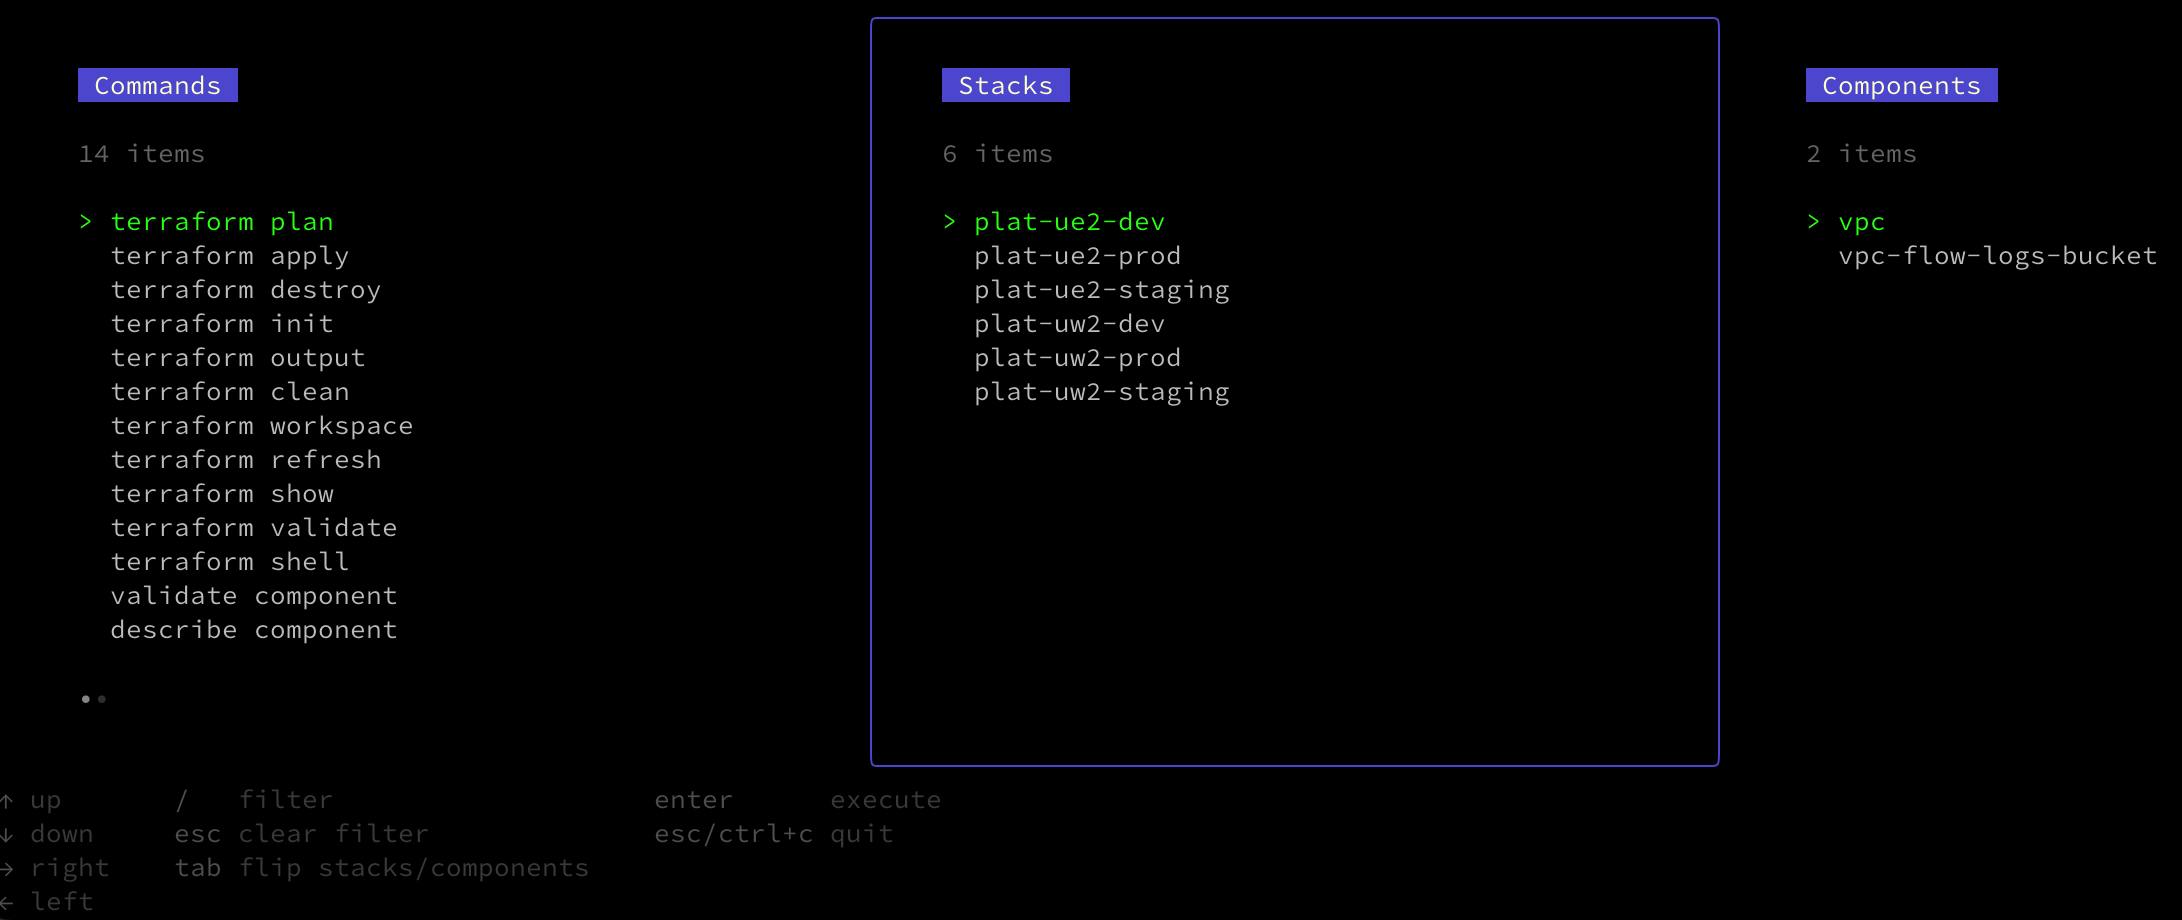 Commands
14 items
> terraform plan
terraform apply
terraform destroy
terraform init
terraform output
terraform clean
terraform workspace
terraform refresh
terraform show
terraform validate
terraform shell
validate component
describe component
Stacks
6 items
> plat-ue2-dev
plat-ue2-prod
plat-ue2-staging
plat-uw2-dev
plat-uw2-prod
plat-uw2-staging
Components
2 items
> vpc
vpc-flow-logs-bucket
↑ up / filter enter execute
↓ down esc clear filter esc/ctrl+c quit
→ right tab flip stacks/components
← left